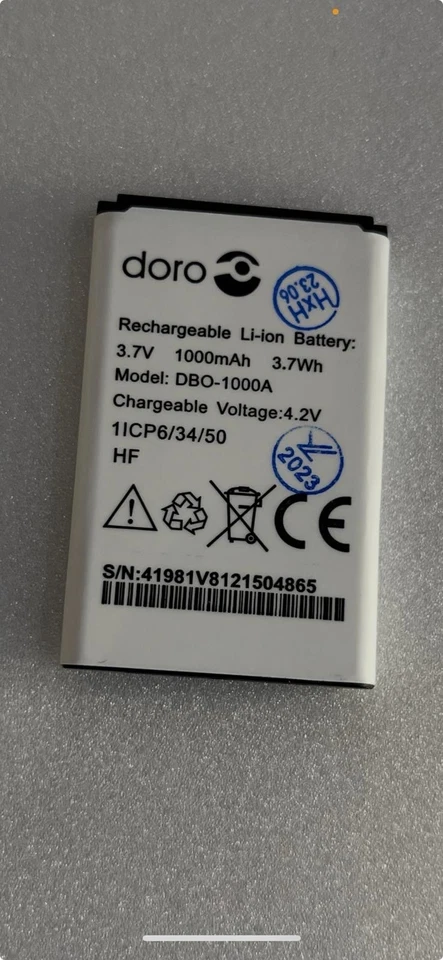 doro
HxH
23.06
Rechargeable Li-ion Battery:
3.7V 1000mAh 3.7Wh
Model: DBO-1000A
Chargeable Voltage:4.2V
1ICP6/34/50
HF
2023
CE
S/N:41981V8121504865